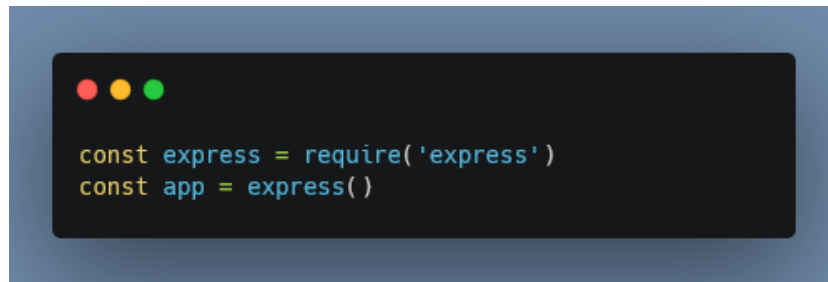 const express = require('express')
const app = express()